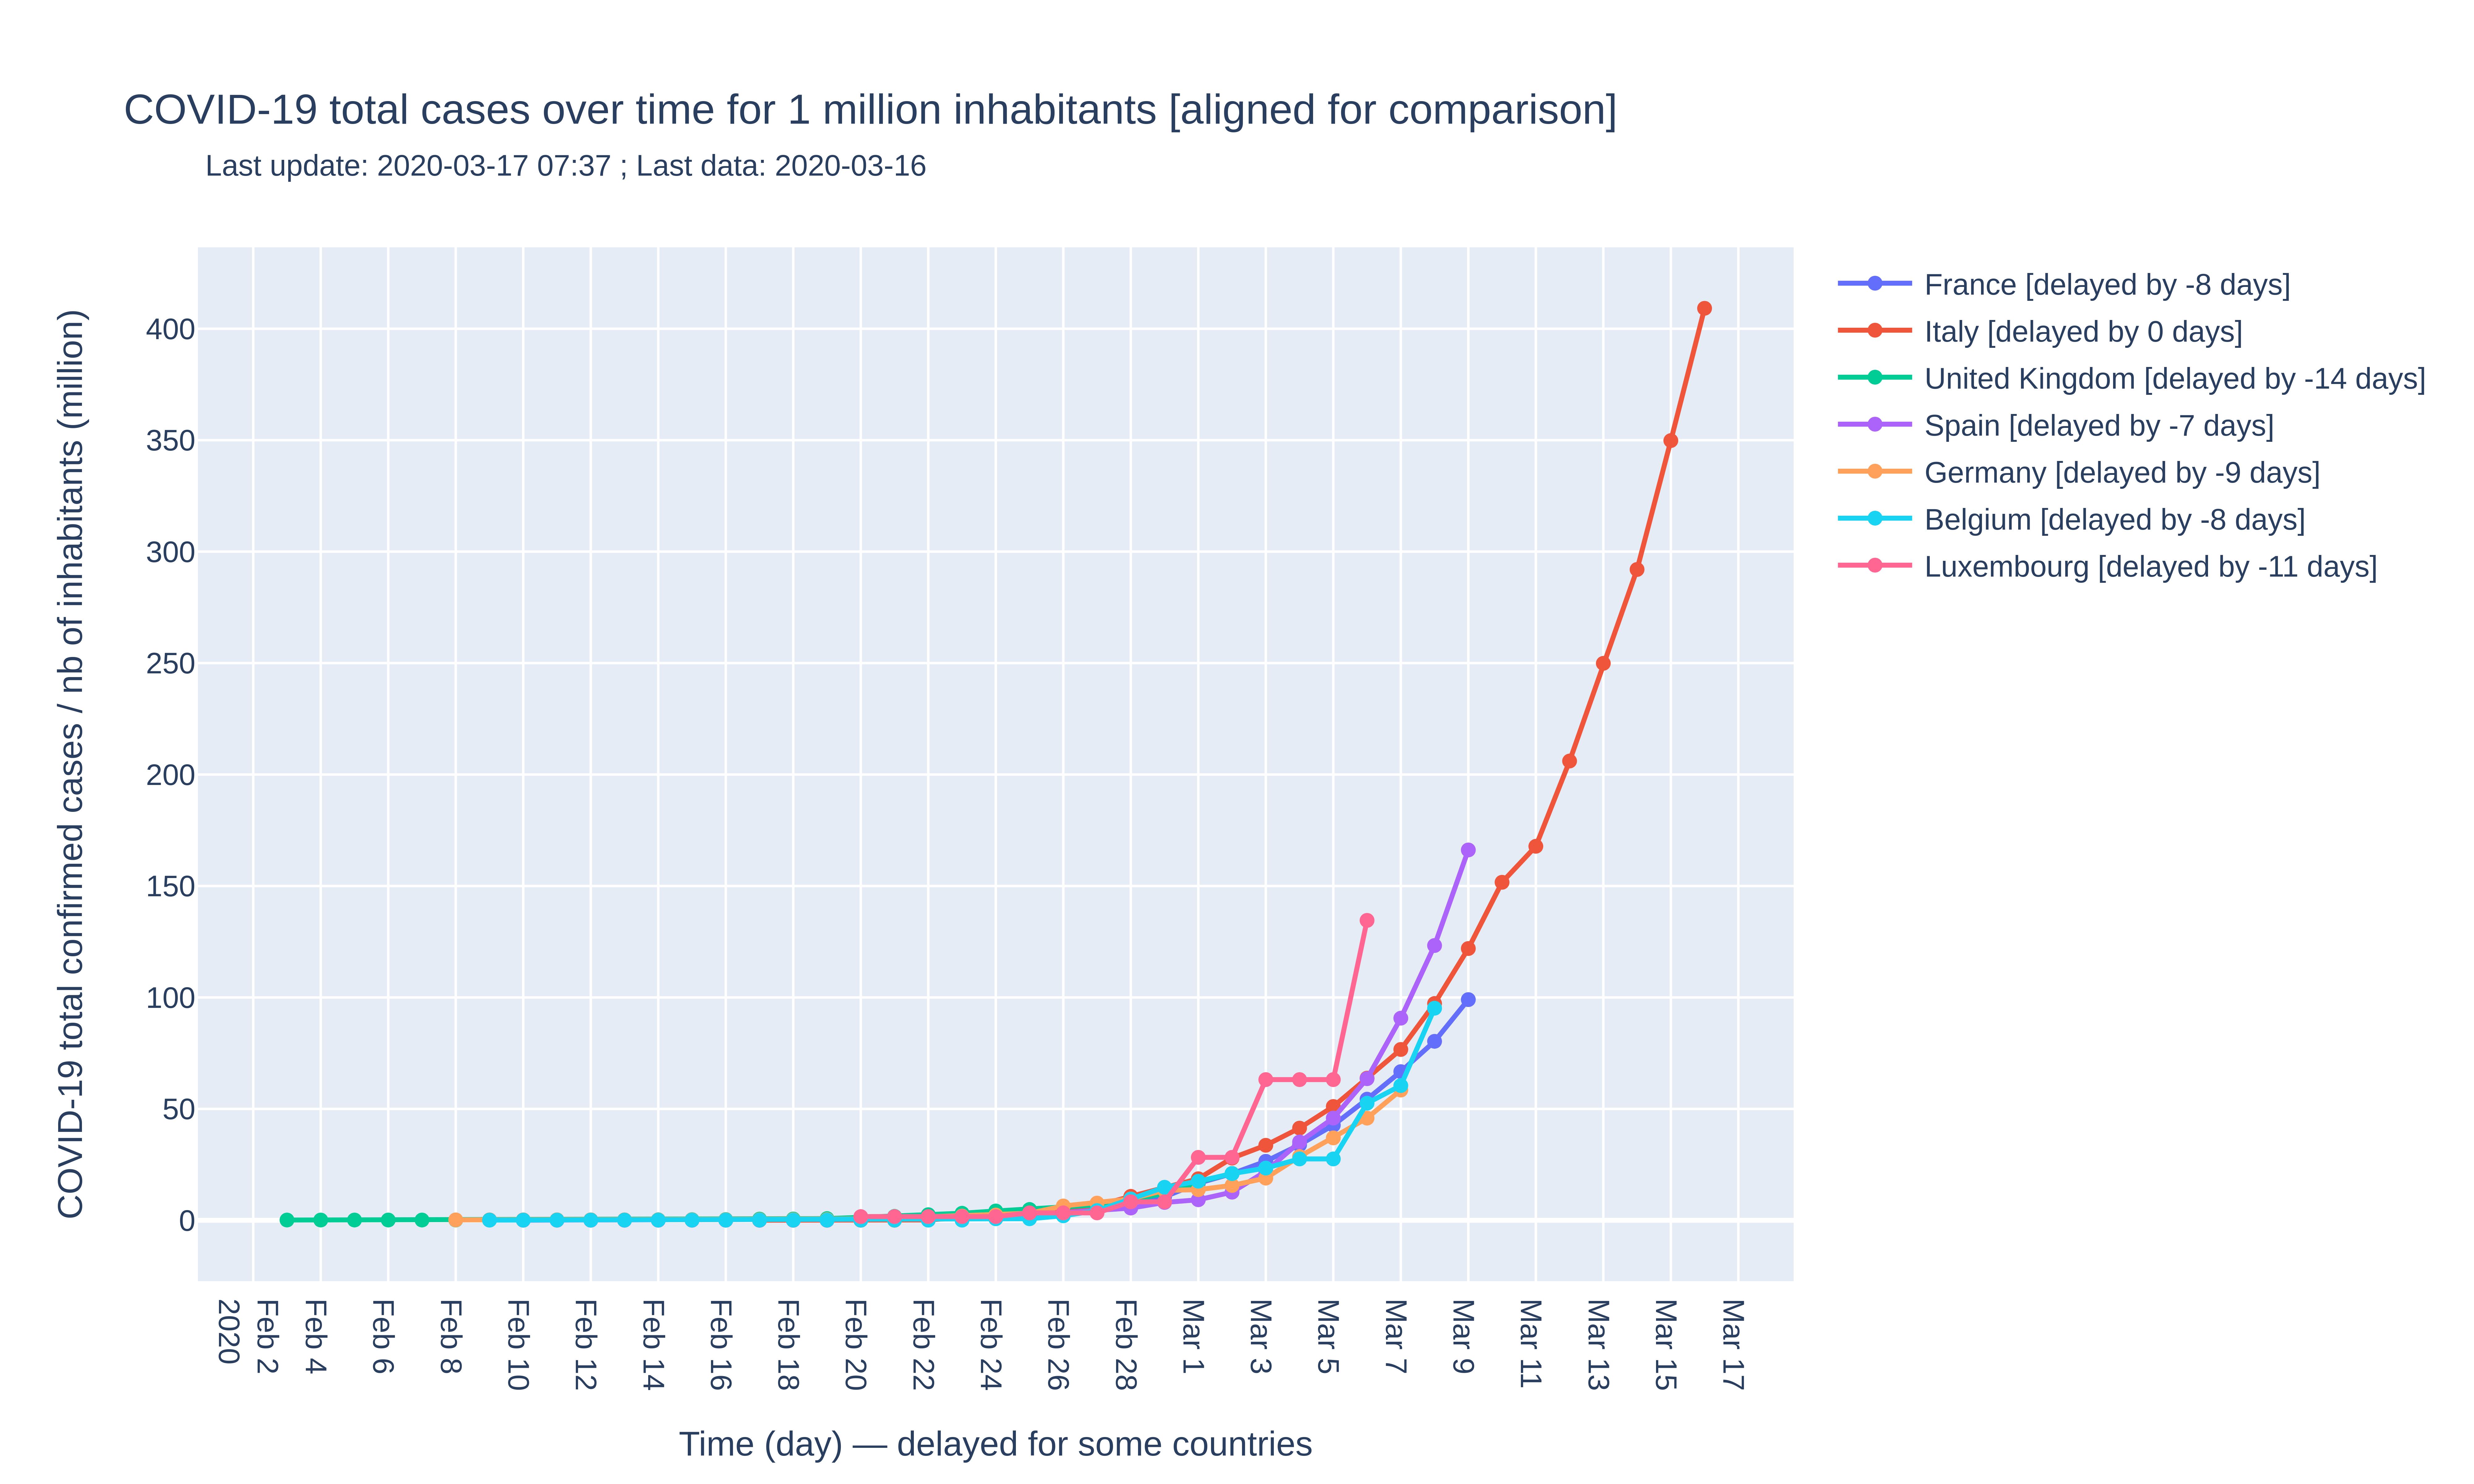 COVID-19 total cases over time for 1 million inhabitants [aligned for comparison]
Last update: 2020-03-17 07:37 ; Last data: 2020-03-16
COVID-19 total confirmed cases / nb of inhabitants (million)
400
350
300
250
200
150
100
50
0
Feb 2
2020
Feb 4
Feb 6
Feb 8
Feb 10
Feb 12
Feb 14
Feb 16
Feb 18
Feb 20
Feb 22
Feb 24
Feb 26
Feb 28
Mar 1
Mar 3
Mar 5
Mar 7
Mar 9
Mar 11
Mar 13
Mar 15
Mar 17
Time (day) — delayed for some countries
France [delayed by -8 days]
Italy [delayed by 0 days]
United Kingdom [delayed by -14 days]
Spain [delayed by -7 days]
Germany [delayed by -9 days]
Belgium [delayed by -8 days]
Luxembourg [delayed by -11 days]